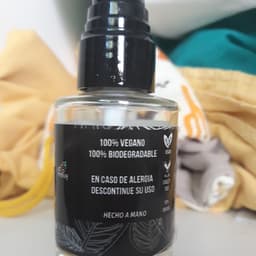 100% VEGANO
100% BIODEGRADABLE
EN CASO DE ALERGIA
DESCONTINUE SU USO
HECHO A MANO